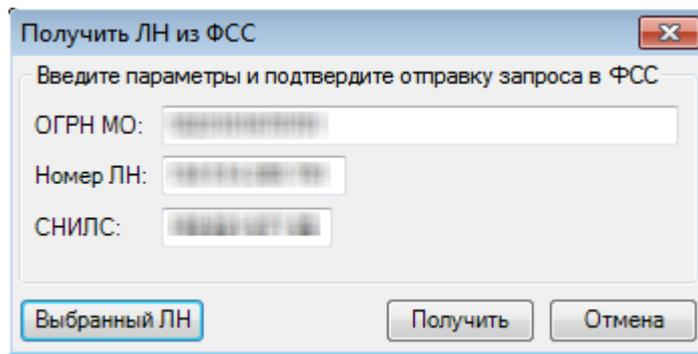 Получить ЛН из ФСС
Введите параметры и подтвердите отправку запроса в ФСС
ОГРН МО:
Номер ЛН:
СНИЛС:
Выбранный ЛН
Получить
Отмена